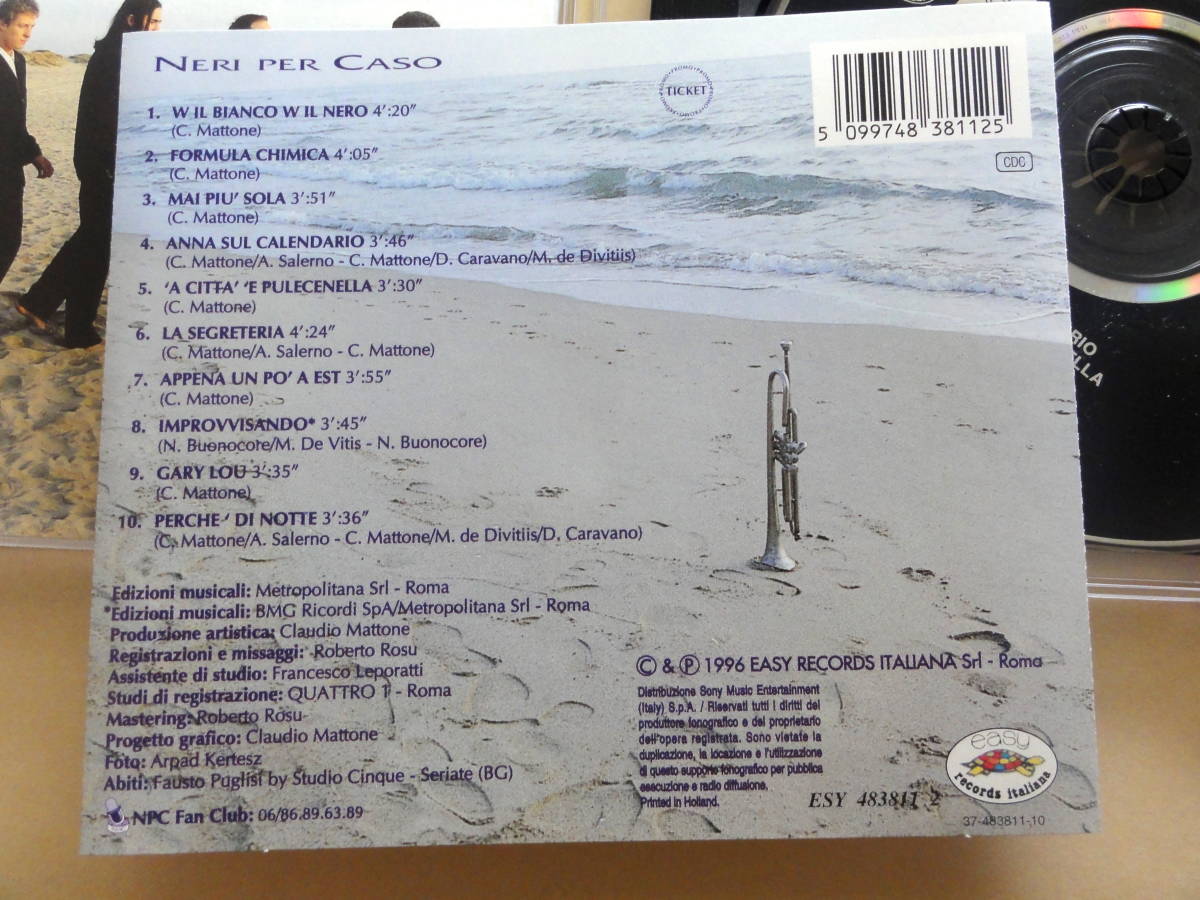 NERI PER CASO
1. W IL BIANCO W IL NERO 4':20"
(C. Mattone)
2. FORMULA CHIMICA 4':05"
(C. Mattone)
3. MAI PIU' SOLA 3':51"
(C. Mattone)
4. ANNA SUL CALENDARIO 3':46"
(C. Mattone/A. Salerno - C. Mattone/D. Caravano/M. de Divitiis)
5. 'A CITTA' 'E PULECENELLA 3':30"
(C. Mattone)
6. LA SEGRETERIA 4':24"
(C. Mattone/A. Salerno - C. Mattone)
7. APPENA UN PO' A EST 3':55"
(C. Mattone)
8. IMPROVVISANDO* 3':45"
(N. Buonocore/M. De Vitis - N. Buonocore)
9. GARY LOU 3':35"
(C. Mattone)
10. PERCHE' DI NOTTE 3':36"
(C. Mattone/A. Salerno - C. Mattone/M. de Divitiis/D. Caravano)
Edizioni musicali: Metropolitana Srl - Roma
*Edizioni musicali: BMG Ricordi SpA/Metropolitana Srl - Roma
Produzione artistica: Claudio Mattone
Registrazioni e missaggi: Roberto Rosu
Assistente di studio: Francesco Leporatti
Studi di registrazione: QUATTRO 1 - Roma
Mastering: Roberto Rosu
Progetto grafico: Claudio Mattone
Foto: Arpad Kertesz
Abiti: Fausto Puglisi by Studio Cinque - Seriate (BG)
NPC Fan Club: 06/86.89.63.89
PROMO PROMO PROMO
TICKET
5 099748 381125
CDC
© & ℗ 1996 EASY RECORDS ITALIANA Srl - Roma
Distribuzione Sony Music Entertainment
(Italy) S.p.A. / Riservati tutti i diritti del
produttore fonografico e del proprietario
dell'opera registrata. Sono vietate la
duplicazione, la locazione e l'utilizzazione
di questo supporto fonografico per pubblica
esecuzione e radio diffusione.
Printed in Holland.
ESY 483811 2
easy
records italiana
37-483811-10
RIO
ELLA